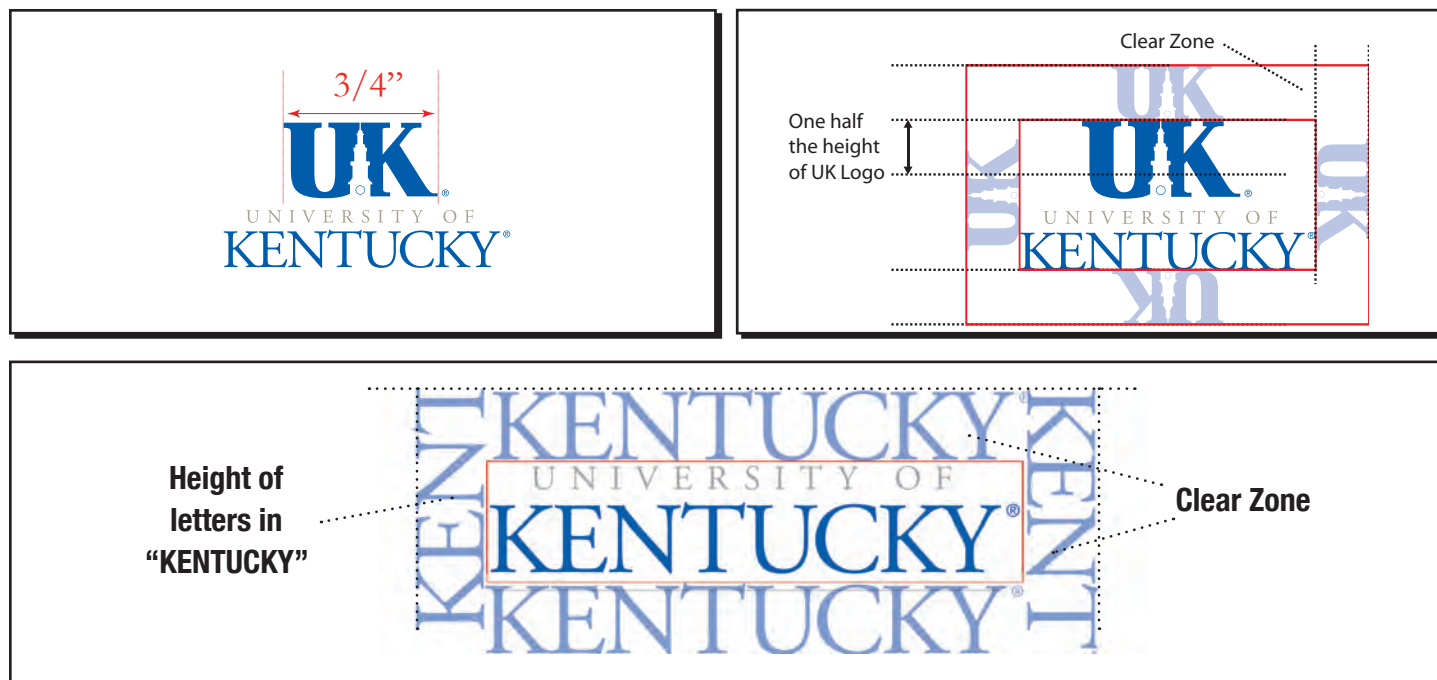 3/4”
UK®
UNIVERSITY OF
KENTUCKY®
Clear Zone
One half
the height
of UK Logo
UK
UK
UK
UK®
UNIVERSITY OF
KENTUCKY®
UK
Height of
letters in
“KENTUCKY”
KENT
KENTUCKY®
UNIVERSITY OF
KENTUCKY®
KENTUCKY®
KENT
Clear Zone